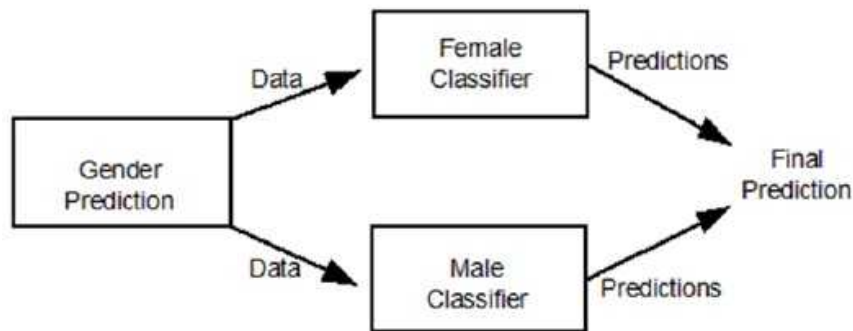 Female
Classifier
Predictions
Data
Gender
Prediction
Final
Prediction
Data
Male
Classifier
Predictions